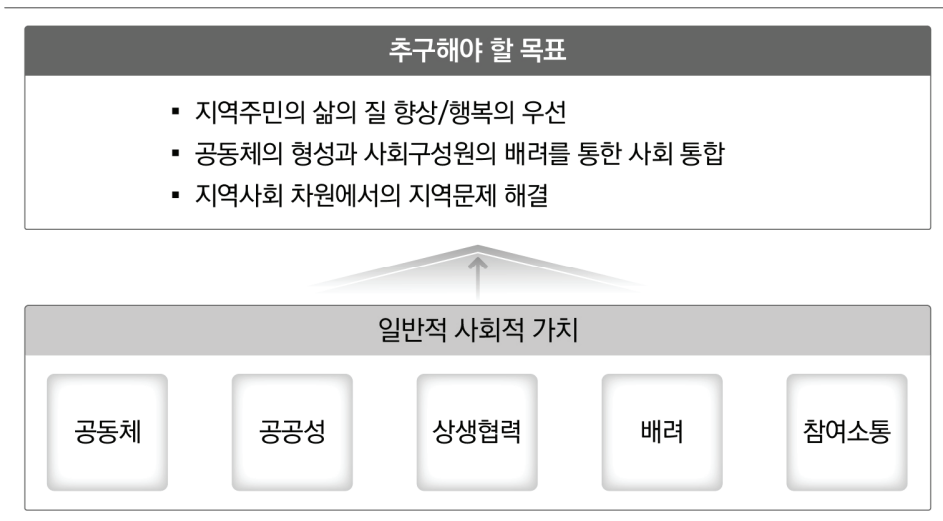 추구해야 할 목표
▪ 지역주민의 삶의 질 향상/행복의 우선
▪ 공동체의 형성과 사회구성원의 배려를 통한 사회 통합
▪ 지역사회 차원에서의 지역문제 해결
일반적 사회적 가치
공동체 공공성 상생협력 배려 참여소통